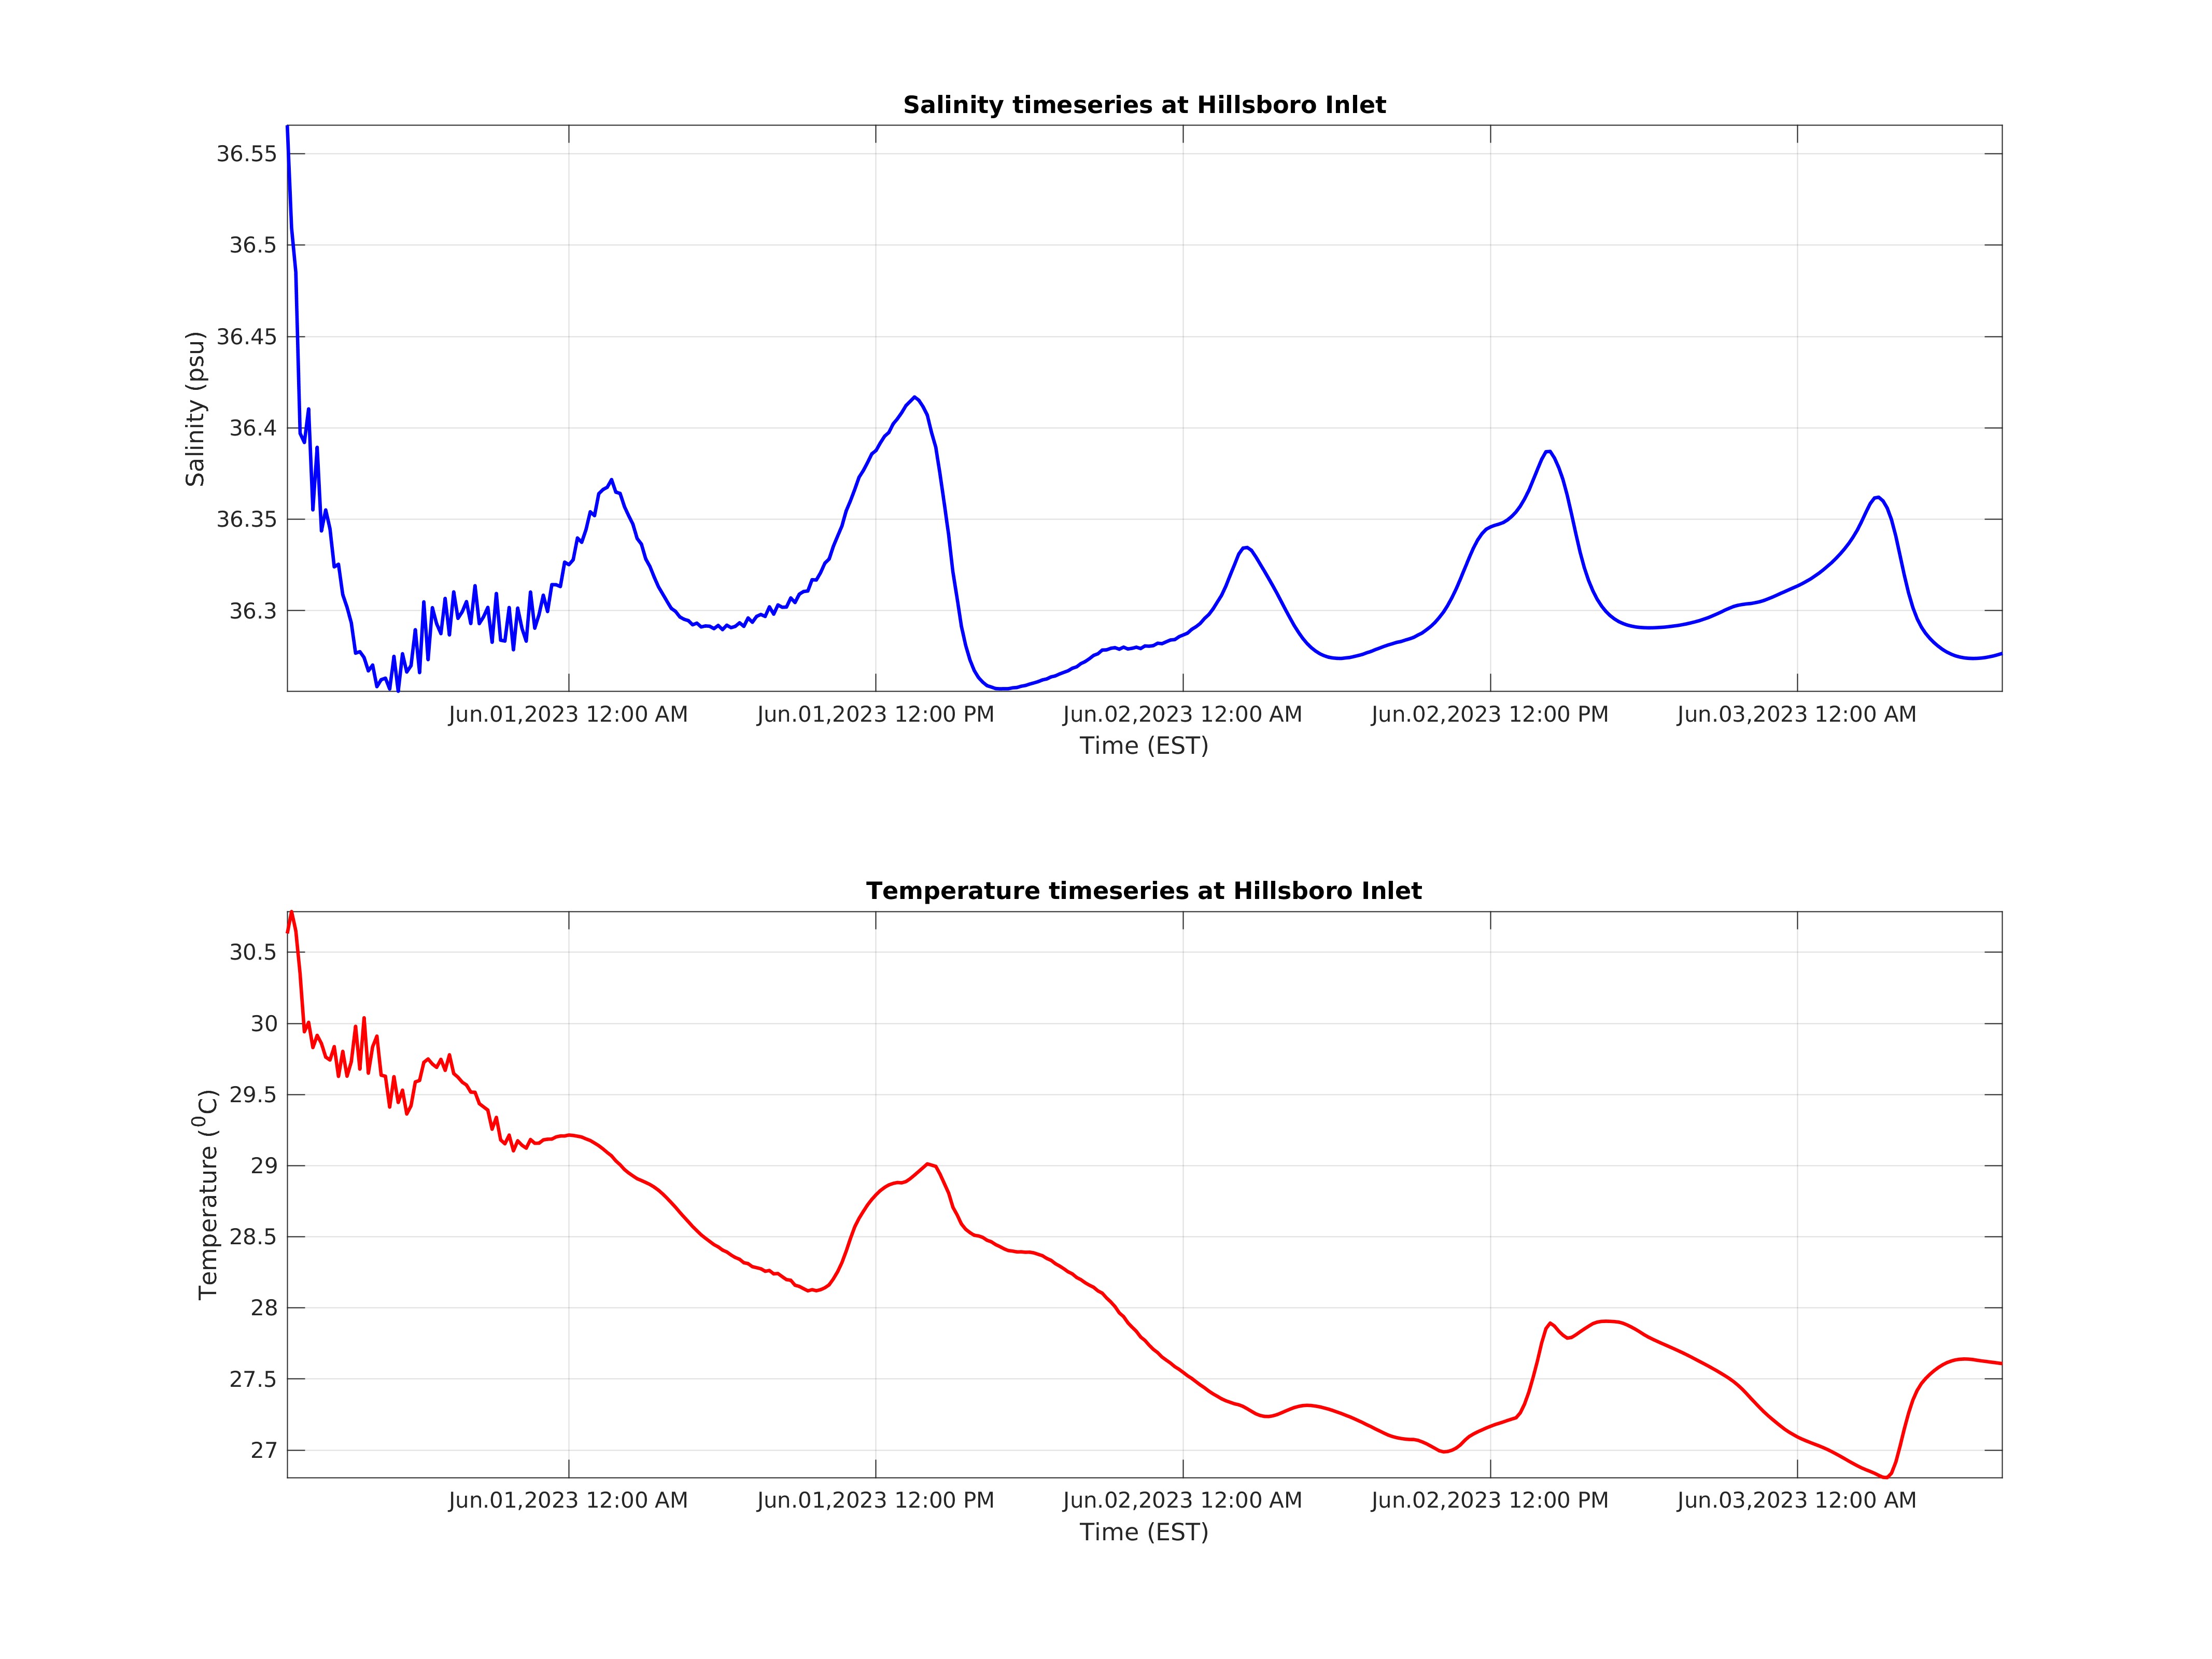 Salinity timeseries at Hillsboro Inlet
36.55
36.5
36.45
36.4
36.35
36.3
Salinity (psu)
Jun.01,2023 12:00 AM Jun.01,2023 12:00 PM Jun.02,2023 12:00 AM Jun.02,2023 12:00 PM Jun.03,2023 12:00 AM
Time (EST)
Temperature timeseries at Hillsboro Inlet
30.5
30
29.5
29
28.5
28
27.5
27
Temperature (⁰C)
Jun.01,2023 12:00 AM Jun.01,2023 12:00 PM Jun.02,2023 12:00 AM Jun.02,2023 12:00 PM Jun.03,2023 12:00 AM
Time (EST)